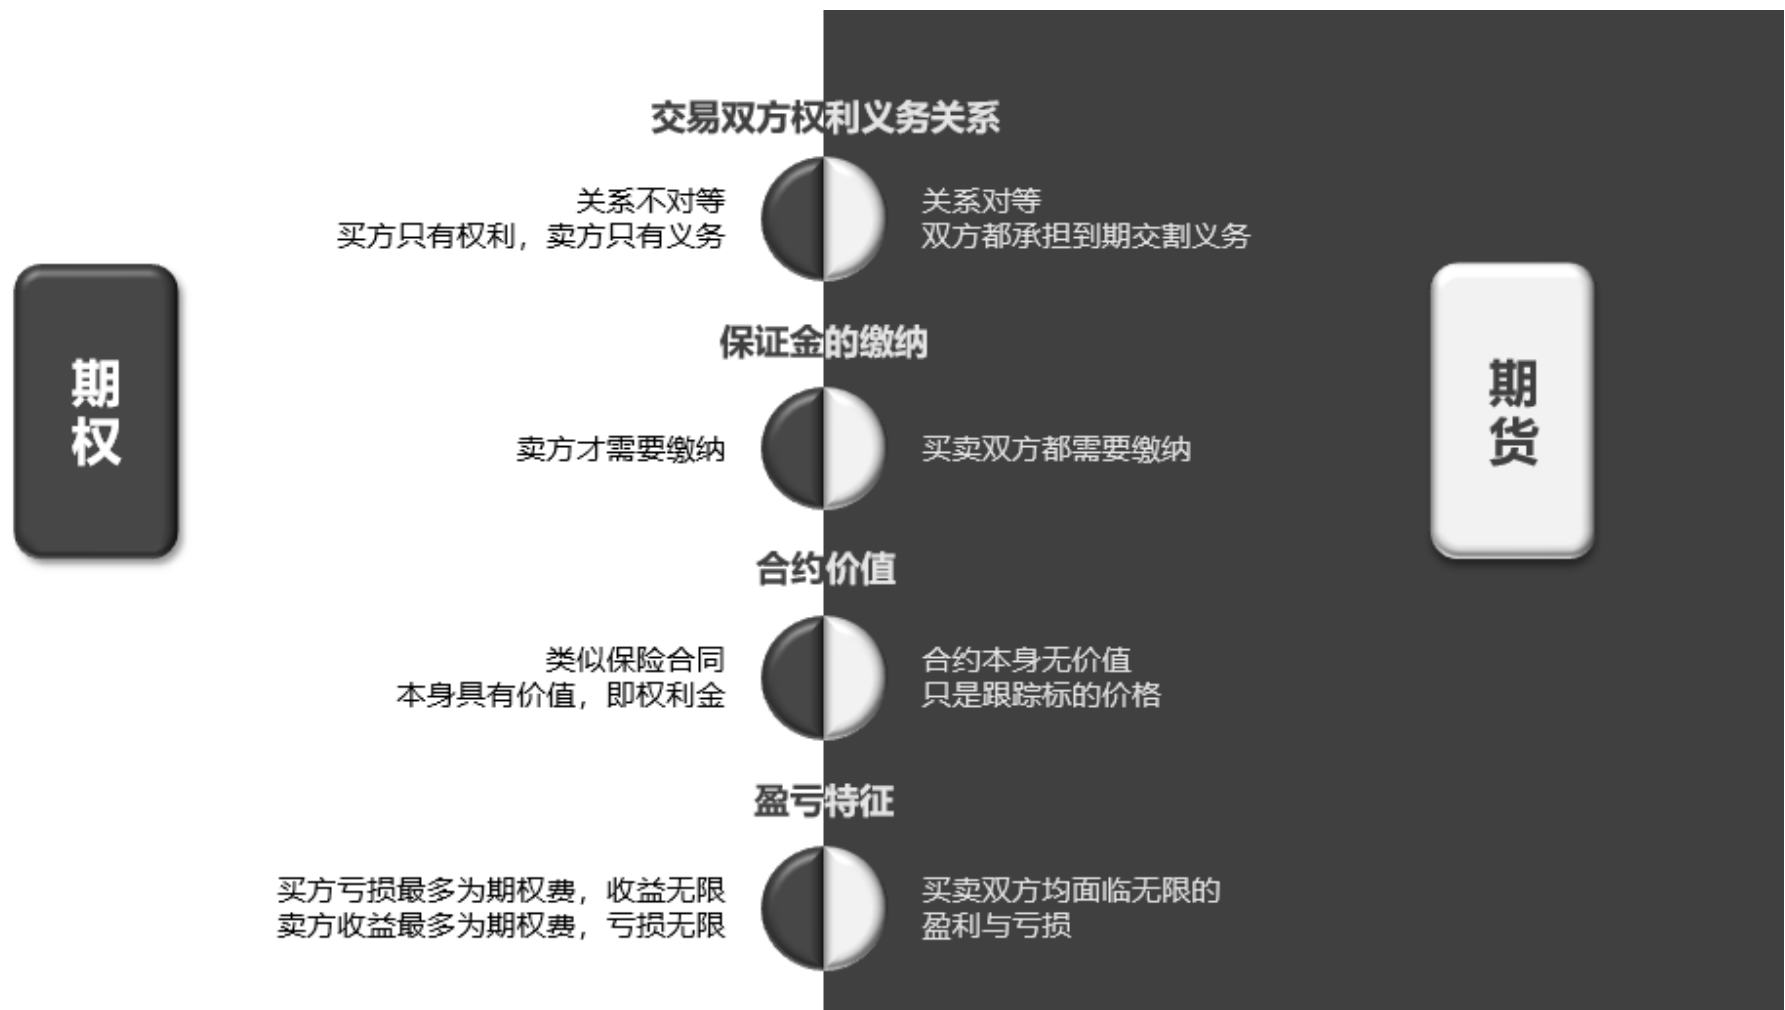 期权
期货
交易双方权利义务关系
关系不对等
买方只有权利，卖方只有义务
关系对等
双方都承担到期交割义务
保证金的缴纳
卖方才需要缴纳
买卖双方都需要缴纳
合约价值
类似保险合同
本身具有价值，即权利金
合约本身无价值
只是跟踪标的价格
盈亏特征
买方亏损最多为期权费，收益无限
卖方收益最多为期权费，亏损无限
买卖双方均面临无限的
盈利与亏损